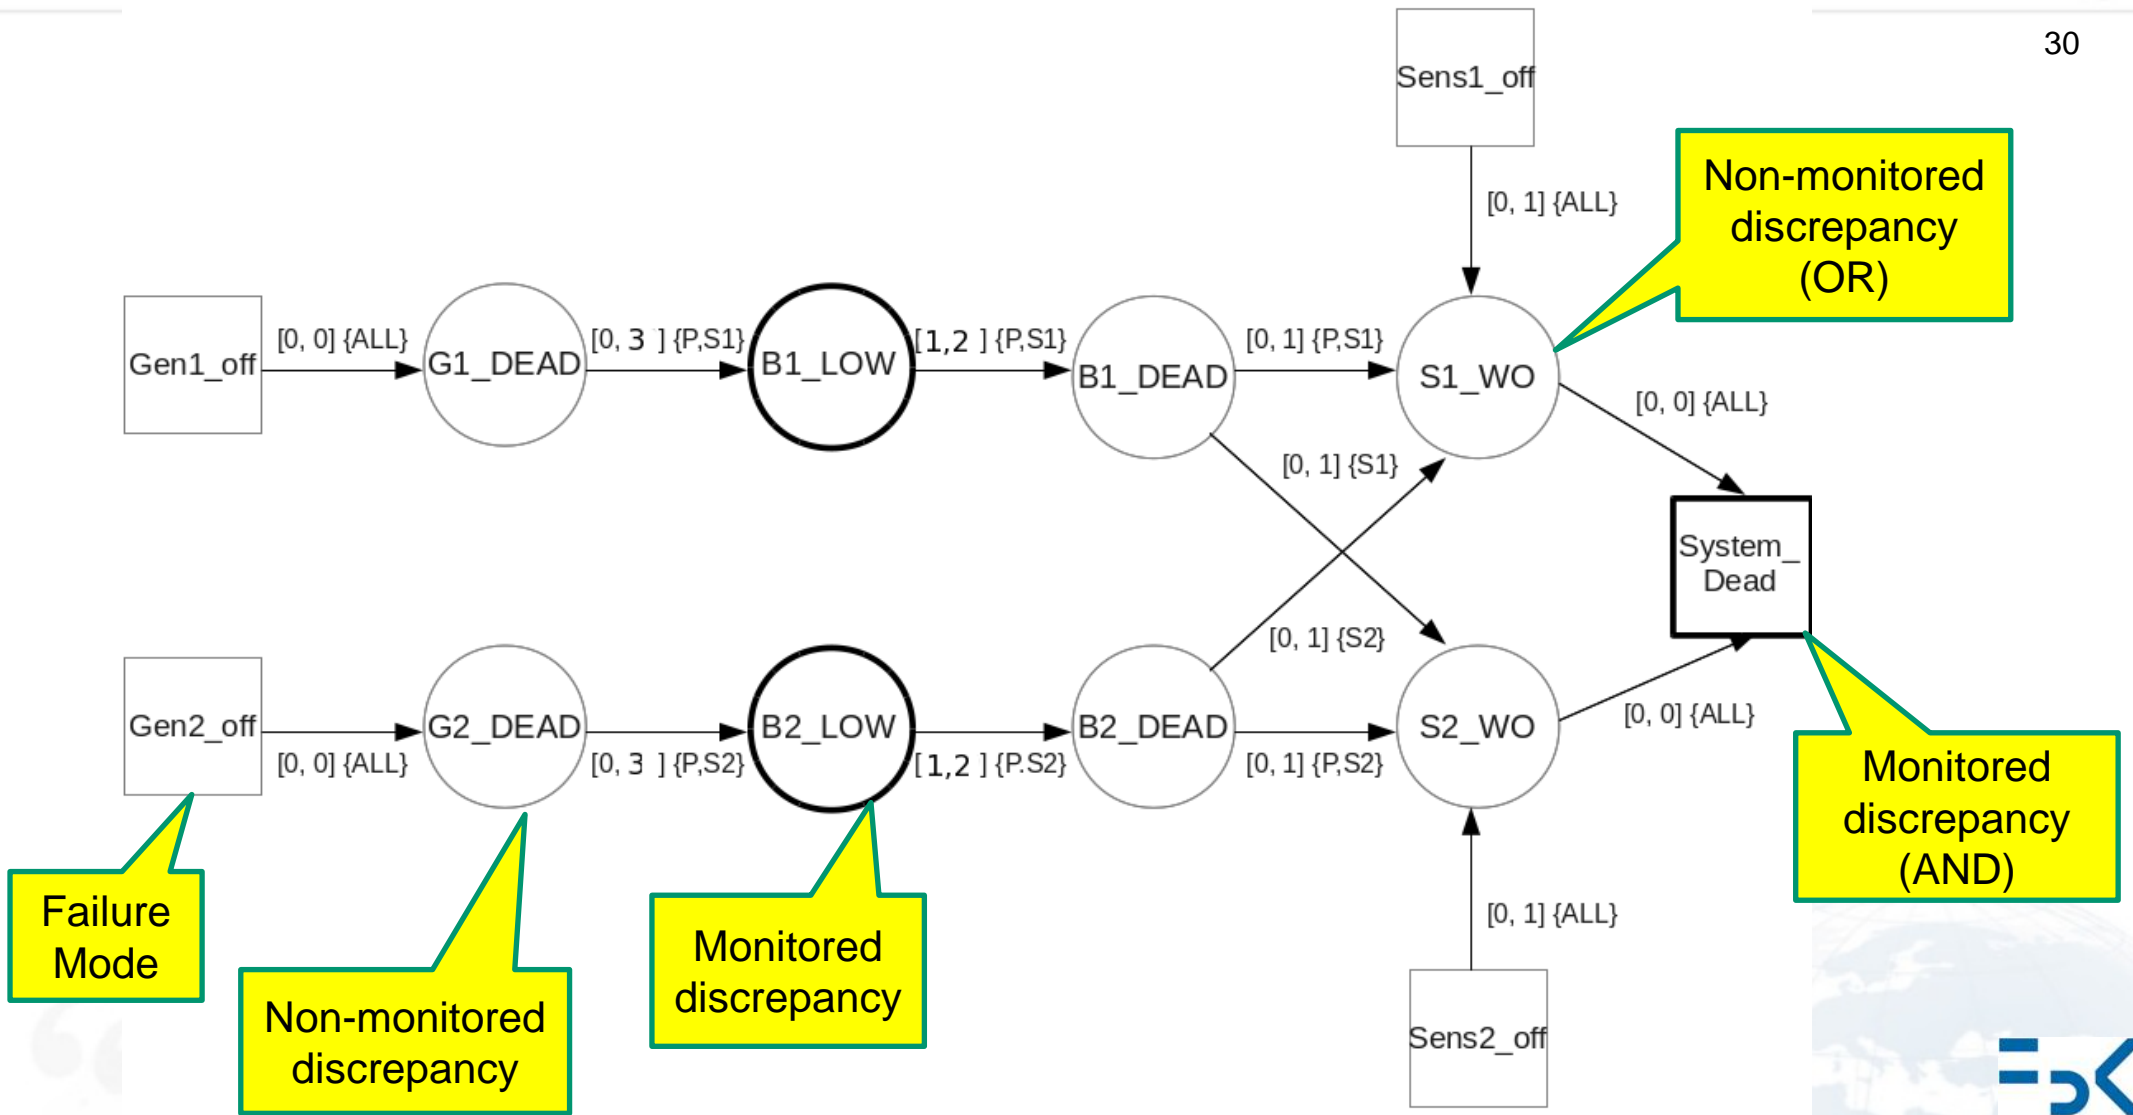 30
Sens1_off
[0, 1] {ALL}
Non-monitored
discrepancy
(OR)
Gen1_off
[0, 0] {ALL}
G1_DEAD
[0, 3 ] {P,S1}
B1_LOW
[1,2 ] {P,S1}
B1_DEAD
[0, 1] {P,S1}
S1_WO
[0, 0] {ALL}
[0, 1] {S1}
System_
Dead
[0, 1] {S2}
Gen2_off
[0, 0] {ALL}
G2_DEAD
[0, 3 ] {P,S2}
B2_LOW
[1,2 ] {P.S2}
B2_DEAD
[0, 1] {P,S2}
S2_WO
[0, 0] {ALL}
Monitored
discrepancy
(AND)
Failure
Mode
Non-monitored
discrepancy
Monitored
discrepancy
[0, 1] {ALL}
Sens2_off